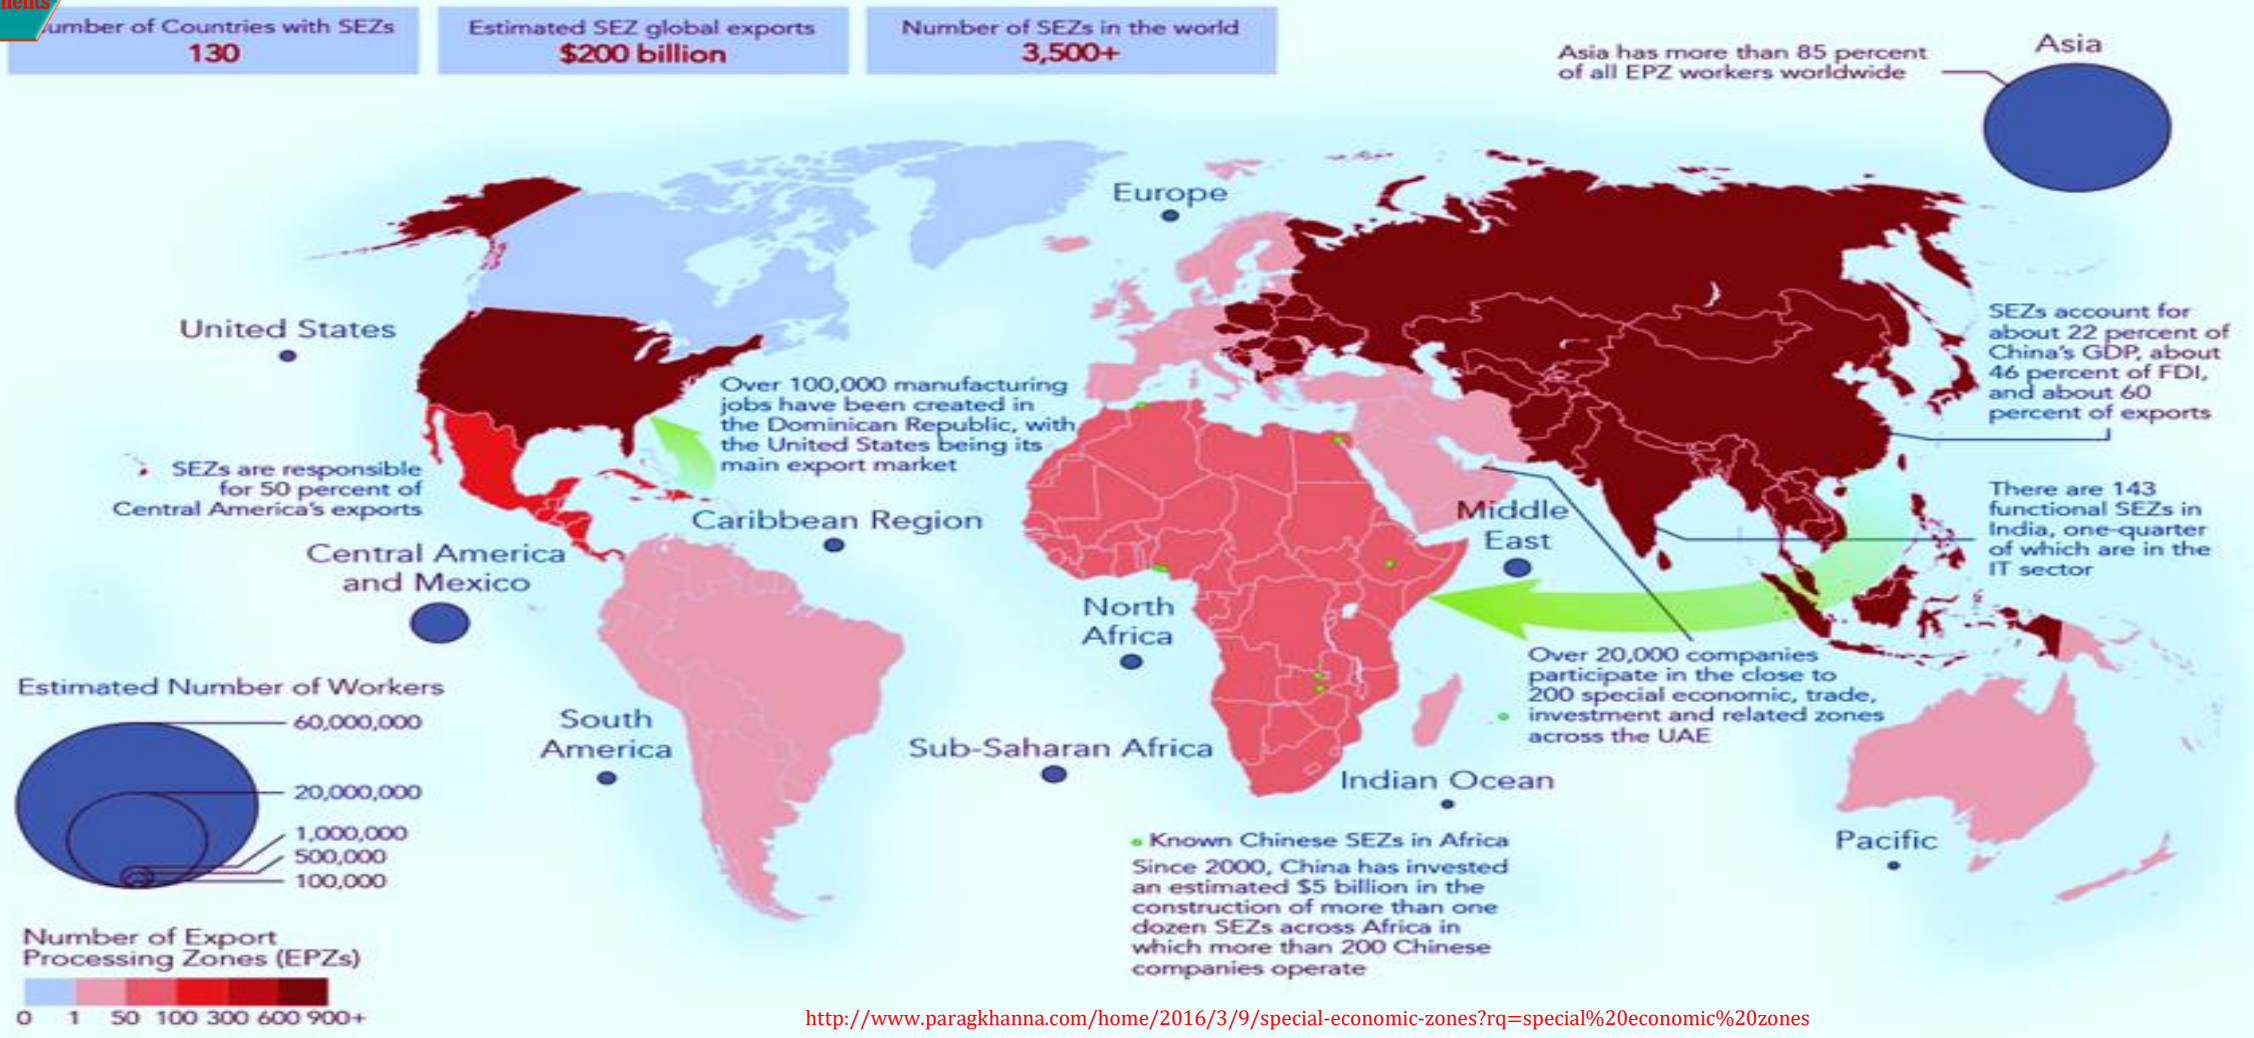 umber of Countries with SEZs
130
Estimated SEZ global exports
$200 billion
Number of SEZs in the world
3,500+
Asia has more than 85 percent
of all EPZ workers worldwide
Asia
Europe
United States
Over 100,000 manufacturing
jobs have been created in
the Dominican Republic, with
the United States being its
main export market
SEZs account for
about 22 percent of
China's GDP, about
46 percent of FDI,
and about 60
percent of exports
SEZs are responsible
for 50 percent of
Central America's exports
Caribbean Region
Central America
and Mexico
Middle
East
There are 143
functional SEZs in
India, one-quarter
of which are in the
IT sector
North
Africa
Over 20,000 companies
participate in the close to
200 special economic, trade,
investment and related zones
across the UAE
Estimated Number of Workers
60,000,000
20,000,000
1,000,000
500,000
100,000
South
America
Sub-Saharan Africa
Indian Ocean
Pacific
Known Chinese SEZs in Africa
Since 2000, China has invested
an estimated $5 billion in the
construction of more than one
dozen SEZs across Africa in
which more than 200 Chinese
companies operate
Number of Export
Processing Zones (EPZs)
0 1 50 100 300 600 900+
http://www.paragkhanna.com/home/2016/3/9/special-economic-zones?rq=special%20economic%20zones